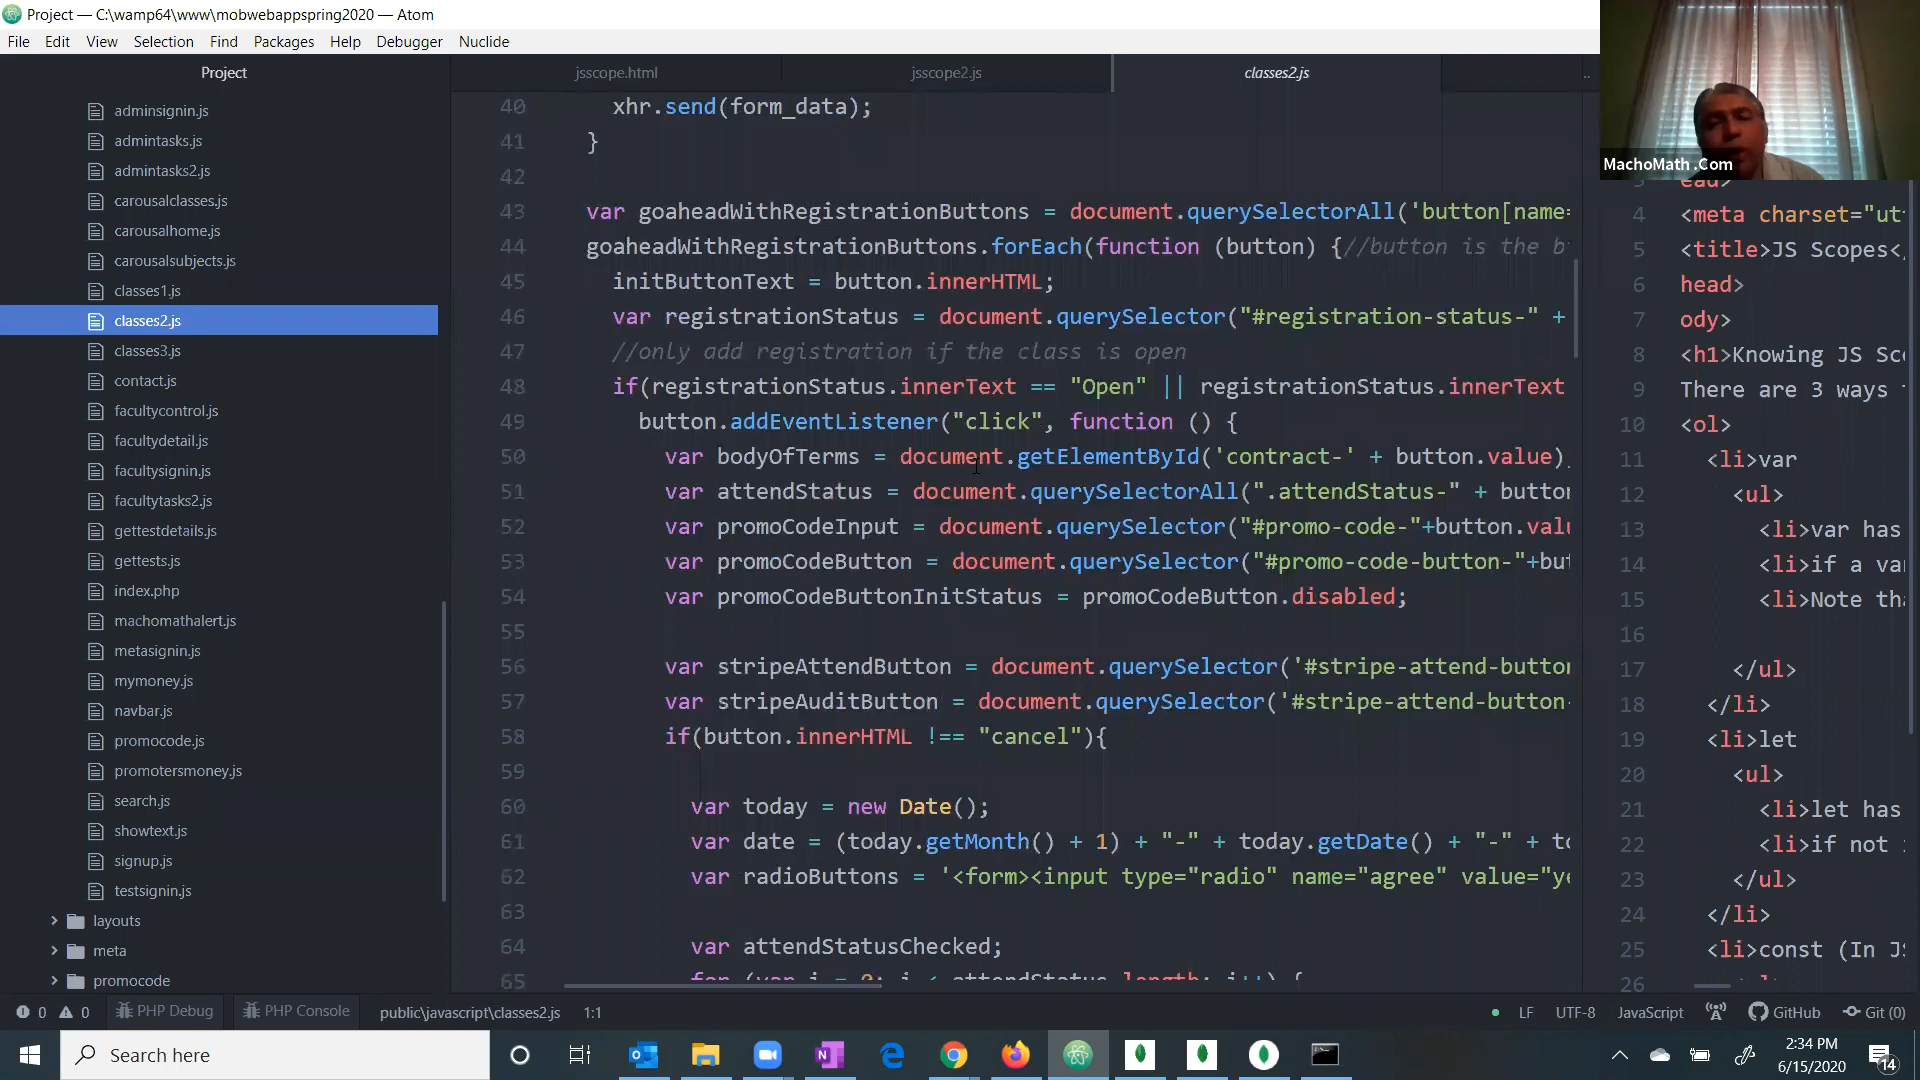 Project — C:\wamp64\www\mobwebappspring2020 — Atom
File Edit View Selection Find Packages Help Debugger Nuclide
Project
adminsignin.js
admintasks.js
admintasks2.js
carousalclasses.js
carousalhome.js
carousalsubjects.js
classes1.js
classes2.js
classes3.js
contact.js
facultycontrol.js
facultydetail.js
facultysignin.js
facultytasks2.js
gettestdetails.js
gettests.js
index.php
machomathalert.js
metasignin.js
mymoney.js
navbar.js
promocode.js
promotersmoney.js
search.js
showtext.js
signup.js
testsignin.js
layouts
meta
promocode
jsscope.html jsscope2.js classes2.js ..
40 xhr.send(form_data);
41 }
42
43 var goaheadWithRegistrationButtons = document.querySelectorAll('button[name=
44 goaheadWithRegistrationButtons.forEach(function (button) {//button is the b
45 initButtonText = button.innerHTML;
46 var registrationStatus = document.querySelector("#registration-status-" +
47 //only add registration if the class is open
48 if(registrationStatus.innerText == "Open" || registrationStatus.innerText
49 button.addEventListener("click", function () {
50 var bodyOfTerms = document.getElementById('contract-' + button.value)
51 var attendStatus = document.querySelectorAll(".attendStatus-" + button
52 var promoCodeInput = document.querySelector("#promo-code-"+button.valu
53 var promoCodeButton = document.querySelector("#promo-code-button-"+but
54 var promoCodeButtonInitStatus = promoCodeButton.disabled;
55
56 var stripeAttendButton = document.querySelector('#stripe-attend-button
57 var stripeAuditButton = document.querySelector('#stripe-attend-button-
58 if(button.innerHTML !== "cancel"){
59
60 var today = new Date();
61 var date = (today.getMonth() + 1) + "-" + today.getDate() + "-" + to
62 var radioButtons = '<form><input type="radio" name="agree" value="ye
63
64 var attendStatusChecked;
65 for (var i = 0; i < attendStatus.length; i++) {
MachoMath .Com
ead>
4 <meta charset="ut
5 <title>JS Scopes<
6 head>
7 ody>
8 <h1>Knowing JS Sc
9 There are 3 ways
10 <ol>
11 <li>var
12 <ul>
13 <li>var has
14 <li>if a va
15 <li>Note th
16
17 </ul>
18 </li>
19 <li>let
20 <ul>
21 <li>let has
22 <li>if not
23 </ul>
24 </li>
25 <li>const (In JS
26
0 0 PHP Debug PHP Console public\javascript\classes2.js 1:1 LF UTF-8 JavaScript GitHub Git (0)
Search here
2:34 PM
6/15/2020
14